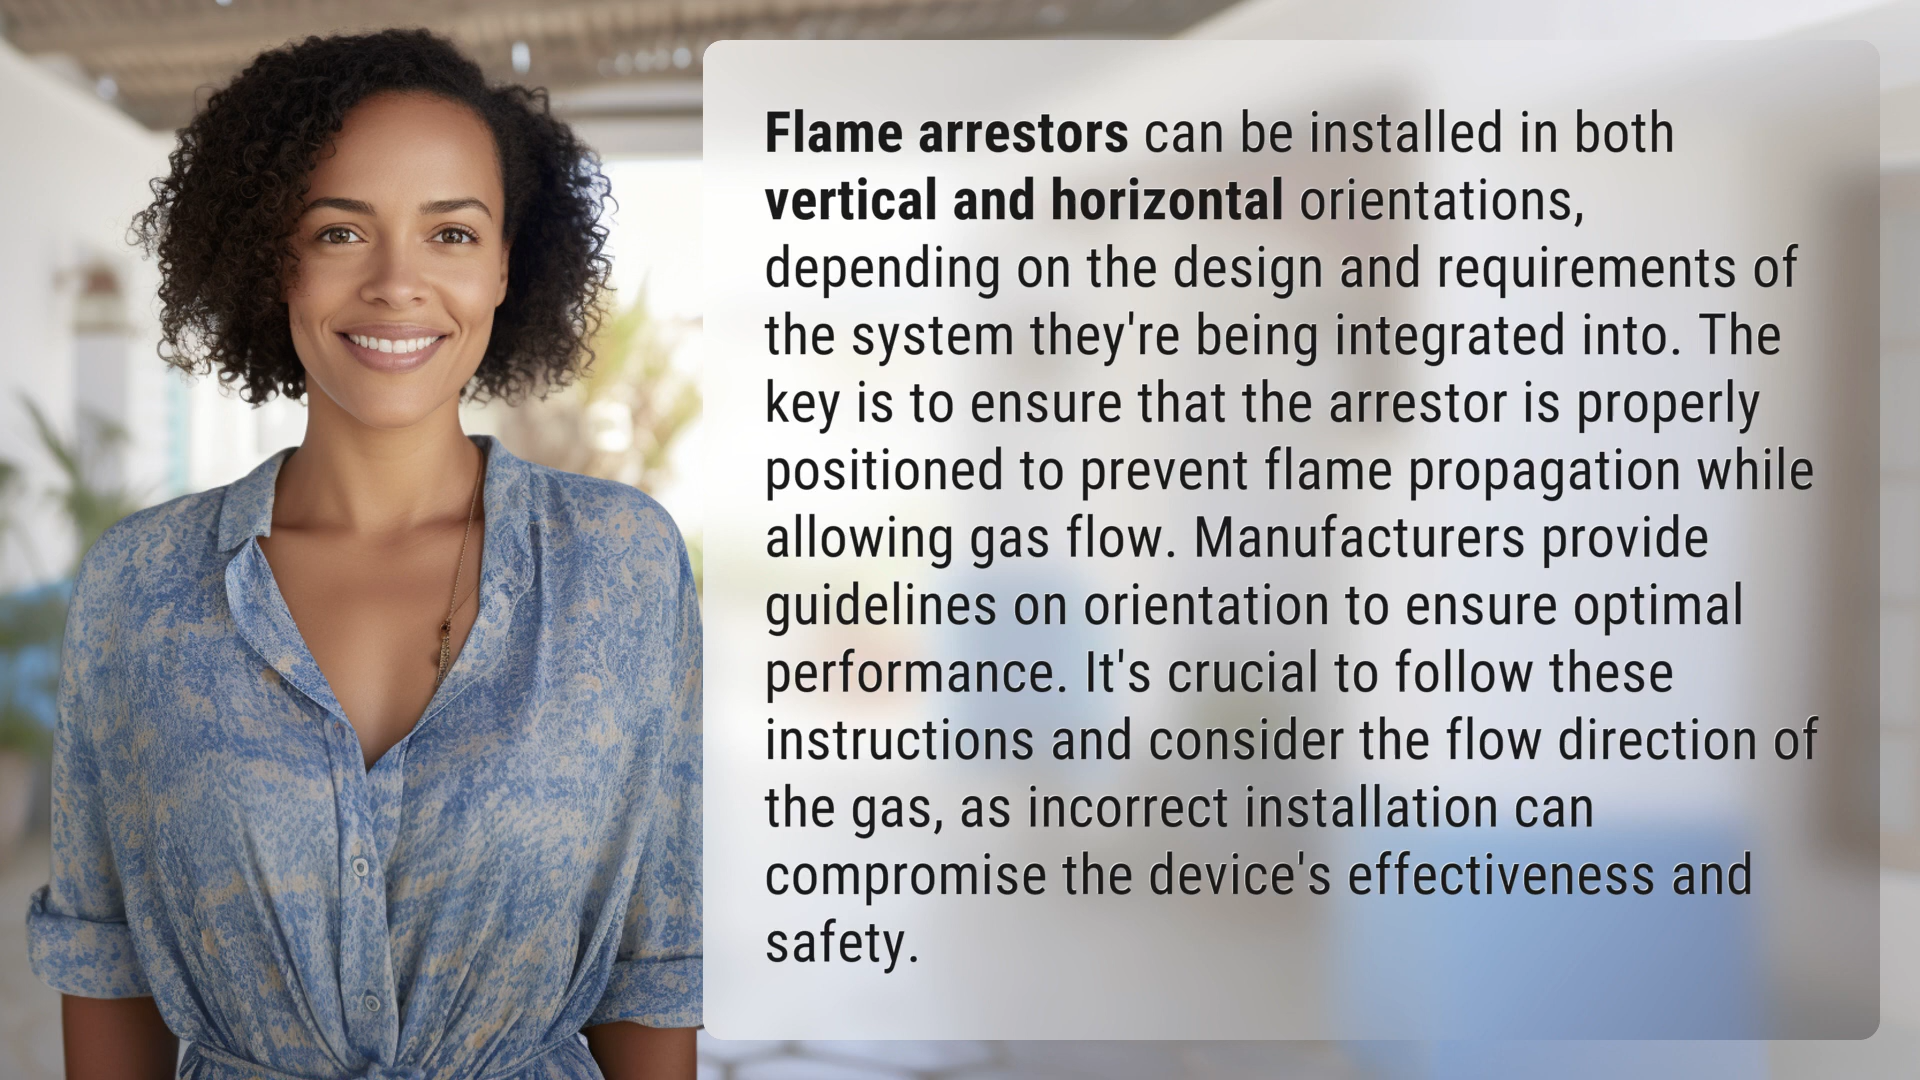 Flame arrestors can be installed in both
vertical and horizontal orientations,
depending on the design and requirements of
the system they're being integrated into. The
key is to ensure that the arrestor is properly
positioned to prevent flame propagation while
allowing gas flow. Manufacturers provide
guidelines on orientation to ensure optimal
performance. It's crucial to follow these
instructions and consider the flow direction of
the gas, as incorrect installation can
compromise the device's effectiveness and
safety.